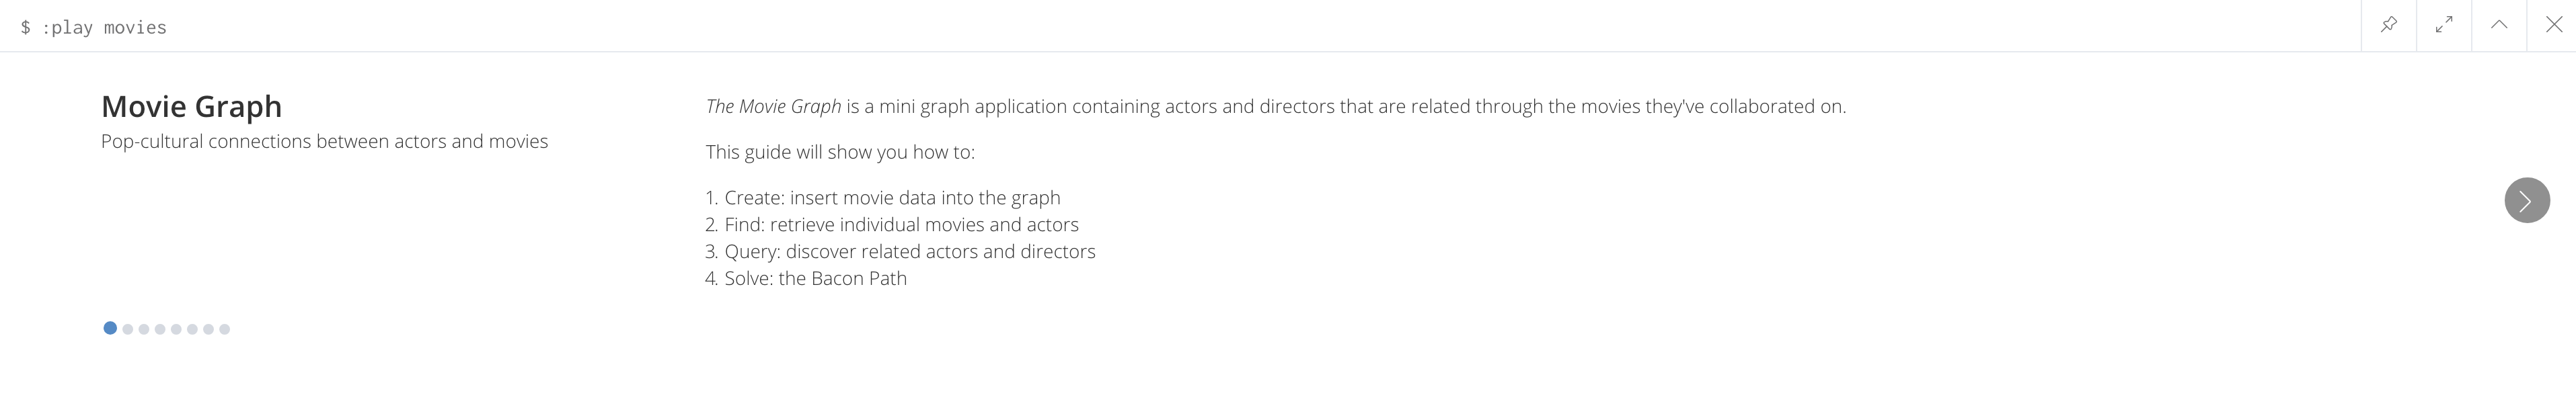 $ :play movies
Movie Graph
Pop-cultural connections between actors and movies
The Movie Graph is a mini graph application containing actors and directors that are related through the movies they've collaborated on.
This guide will show you how to:
1. Create: insert movie data into the graph
2. Find: retrieve individual movies and actors
3. Query: discover related actors and directors
4. Solve: the Bacon Path